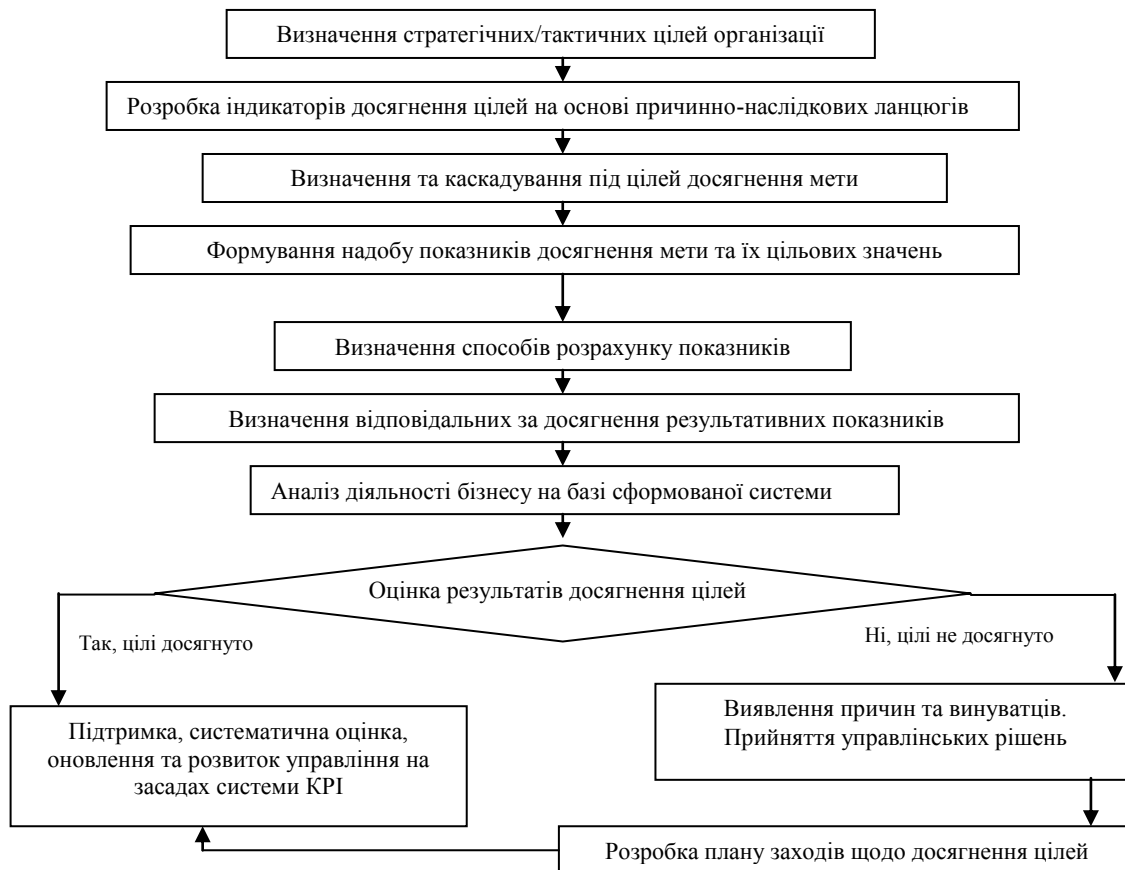 Визначення стратегічних/тактичних цілей організації
Розробка індикаторів досягнення цілей на основі причинно-наслідкових ланцюгів
Визначення та каскадування під цілей досягнення мети
Формування надобу показників досягнення мети та їх цільових значень
Визначення способів розрахунку показників
Визначення відповідальних за досягнення результативних показників
Аналіз діяльності бізнесу на базі сформованої системи
Оцінка результатів досягнення цілей
Так, цілі досягнуто
Ні, цілі не досягнуто
Підтримка, систематична оцінка,
оновлення та розвиток управління на
засадах системи КРІ
Виявлення причин та винуватців.
Прийняття управлінських рішень
Розробка плану заходів щодо досягнення цілей